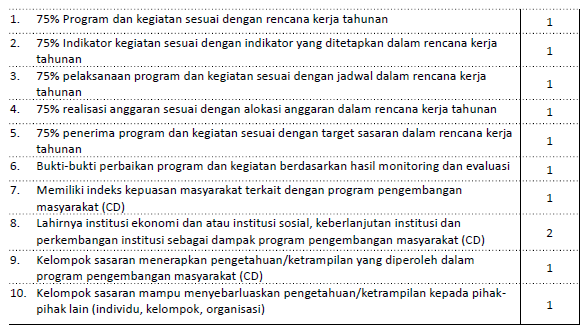 1. 75% Program dan kegiatan sesuai dengan rencana kerja tahunan 1
2. 75% Indikator kegiatan sesuai dengan indikator yang ditetapkan dalam rencana kerja
tahunan 1
3. 75% pelaksanaan program dan kegiatan sesuai dengan jadwal dalam rencana kerja
tahunan 1
4. 75% realisasi anggaran sesuai dengan alokasi anggaran dalam rencana kerja tahunan 1
5. 75% penerima program dan kegiatan sesuai dengan target sasaran dalam rencana kerja
tahunan 1
6. Bukti-bukti perbaikan program dan kegiatan berdasarkan hasil monitoring dan evaluasi 1
7. Memiliki indeks kepuasan masyarakat terkait dengan program pengembangan
masyarakat (CD) 1
8. Lahirnya institusi ekonomi dan atau institusi sosial, keberlanjutan institusi dan
perkembangan institusi sebagai dampak program pengembangan masyarakat (CD) 2
9. Kelompok sasaran menerapkan pengetahuan/ketrampilan yang diperoleh dalam
program pengembangan masyarakat (CD) 1
10. Kelompok sasaran mampu menyebarluaskan pengetahuan/ketrampilan kepada pihak-
pihak lain (individu, kelompok, organisasi) 1